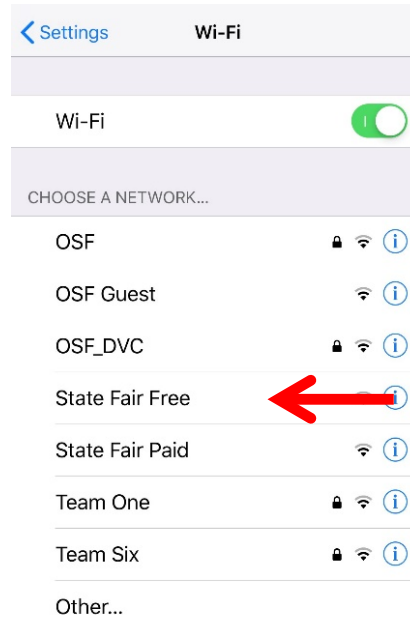 Settings Wi-Fi
Wi-Fi
CHOOSE A NETWORK...
OSF
OSF Guest
OSF_DVC
State Fair Free
State Fair Paid
Team One
Team Six
Other...